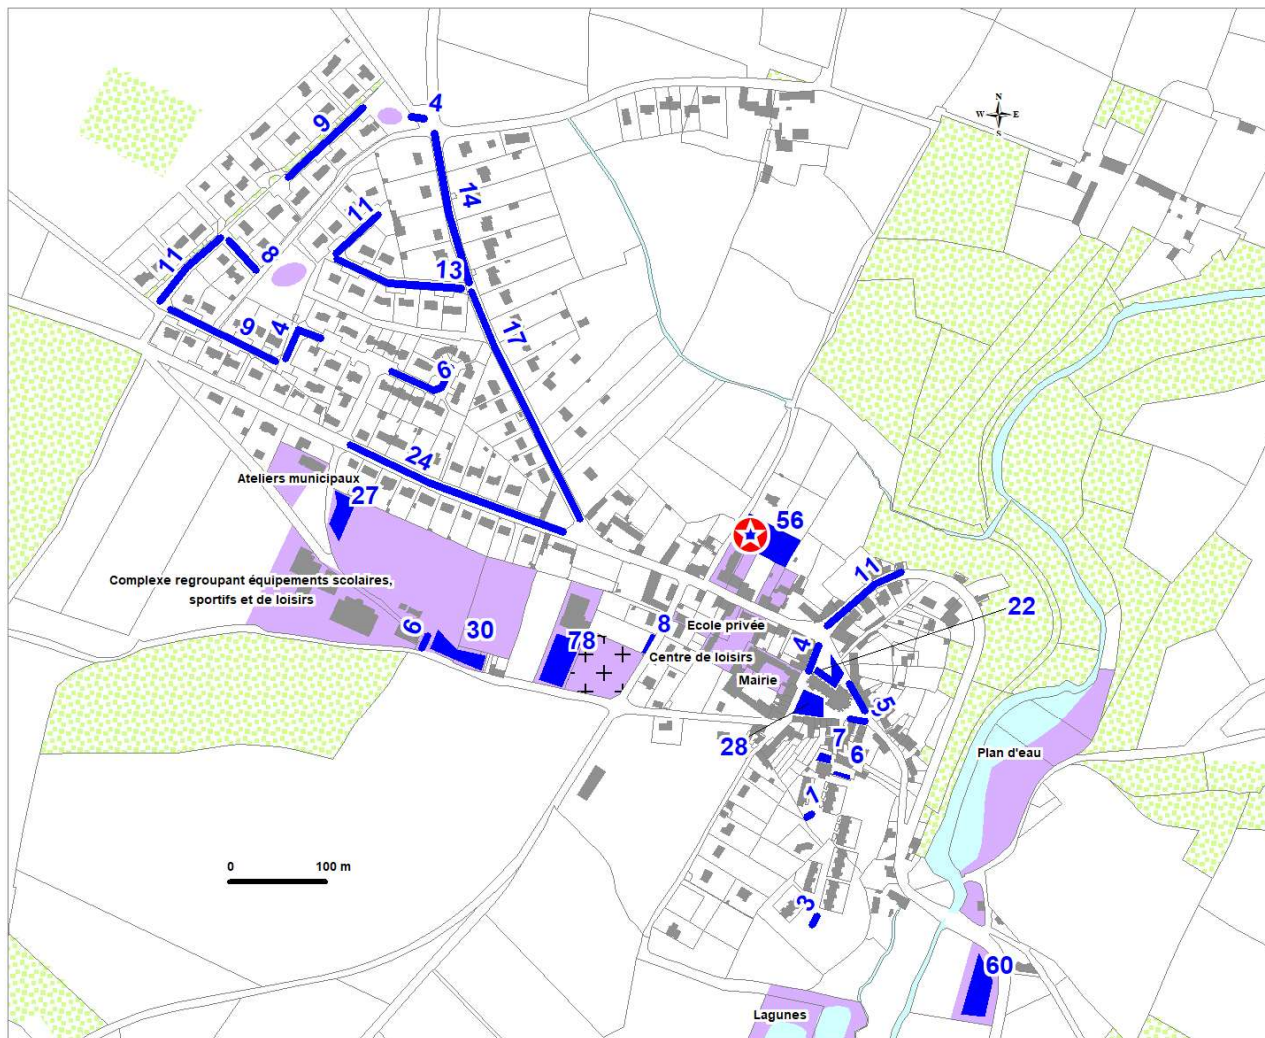 4
9
N
W E
S
14
11
11
8
13
9
4
17
6
24
Ateliers municipaux
27
56
Complexe regroupant équipements scolaires,
sportifs et de loisirs
11
22
6
30
78
8
Ecole privée
4
Centre de loisirs
Mairie
5
28
7
6
Plan d'eau
1
0 100 m
3
60
Lagunes